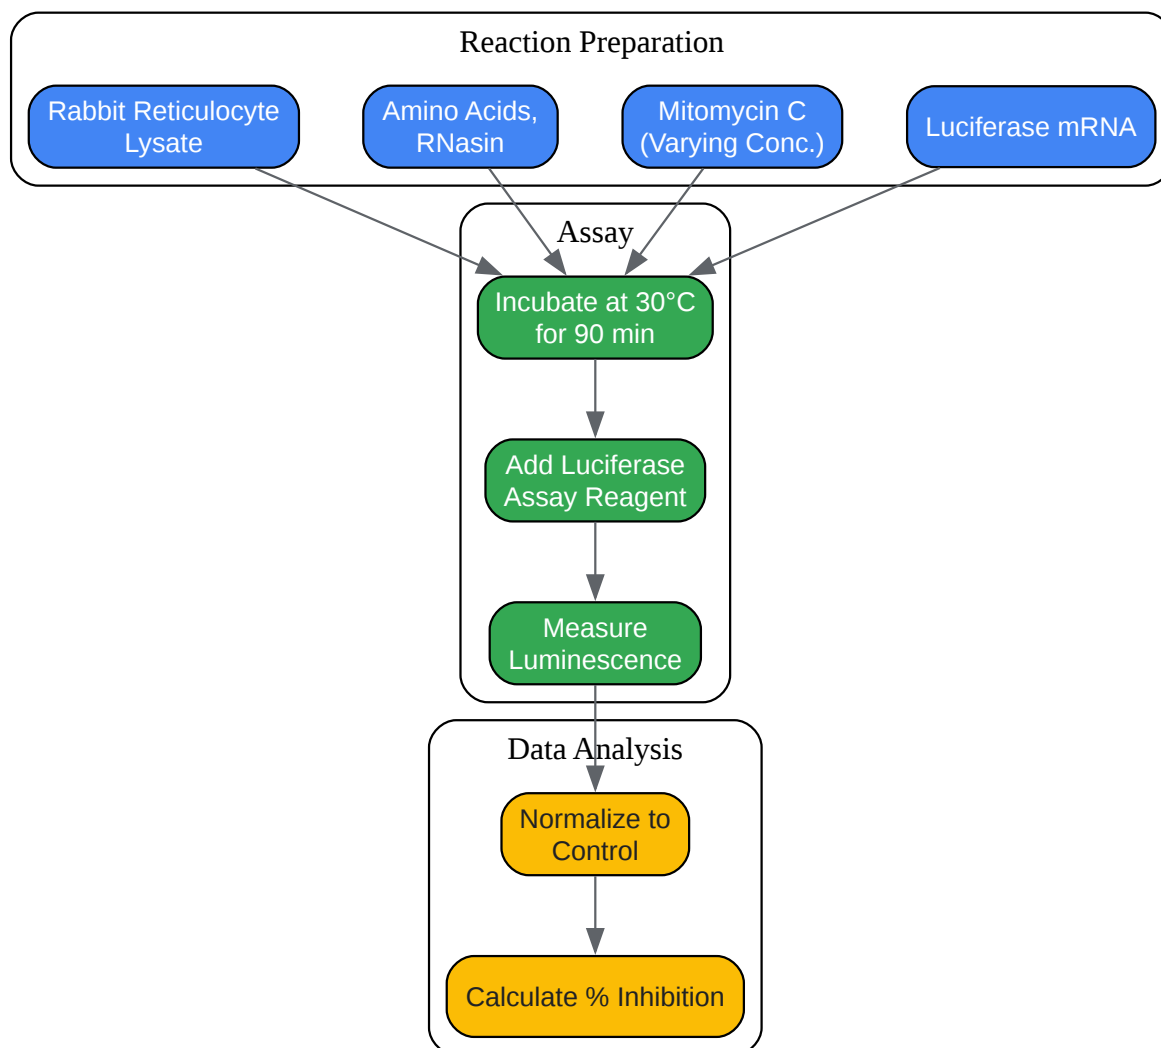 Reaction Preparation
Rabbit Reticulocyte
Lysate
Amino Acids,
RNasin
Mitomycin C
(Varying Conc.)
Luciferase mRNA
Assay
Incubate at 30°C
for 90 min
Add Luciferase
Assay Reagent
Measure
Luminescence
Data Analysis
Normalize to
Control
Calculate % Inhibition